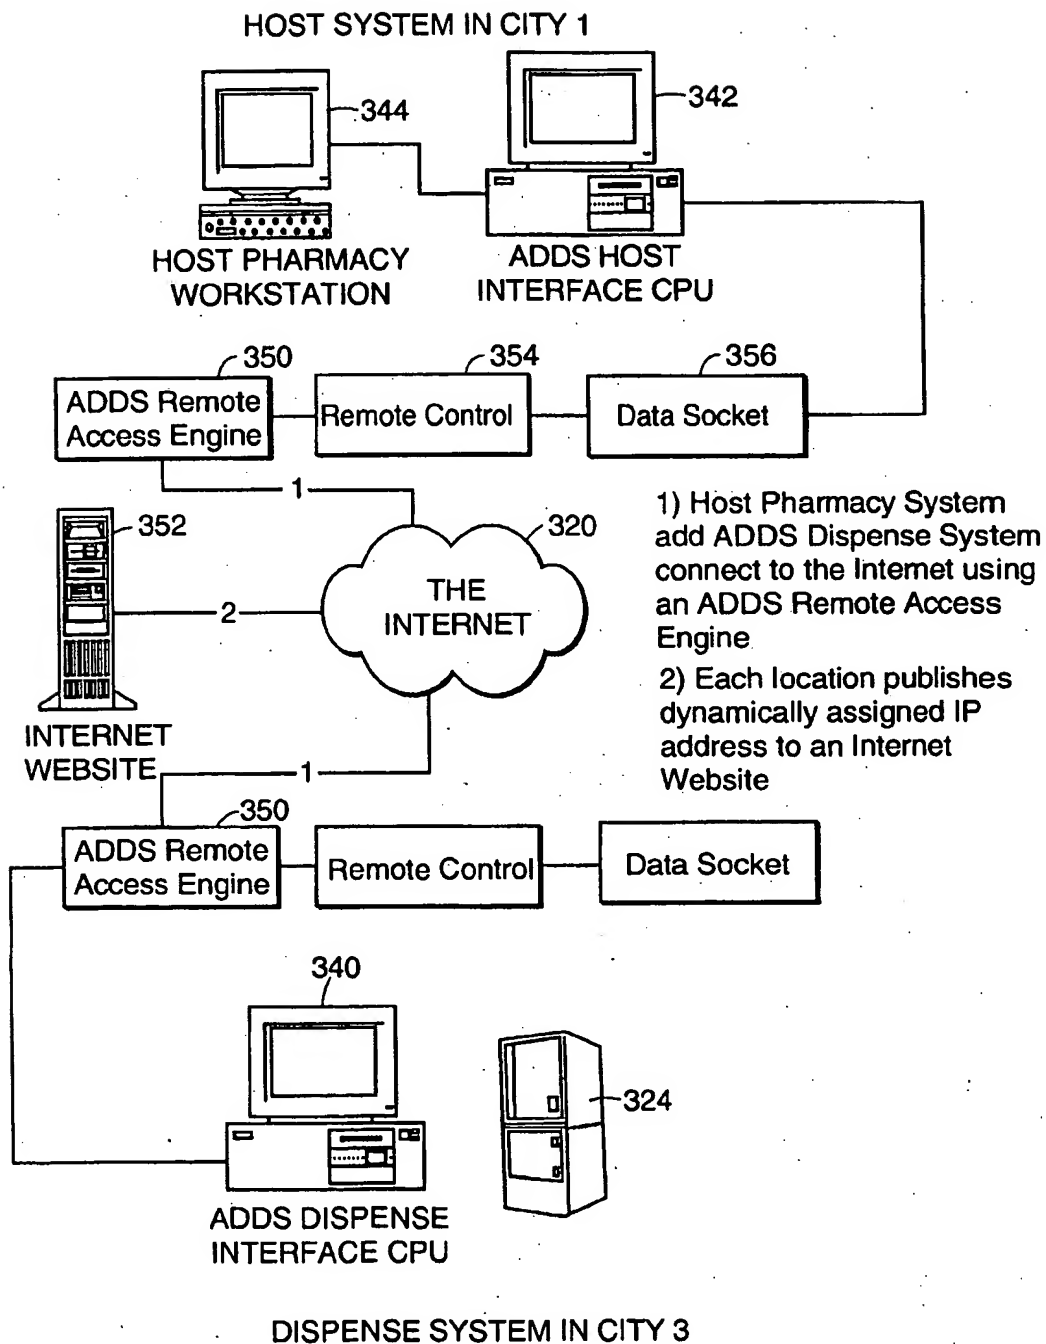 HOST SYSTEM IN CITY 1
344
342
HOST PHARMACY
WORKSTATION
ADDS HOST
INTERFACE CPU
350
354
356
ADDS Remote
Access Engine
Remote Control
Data Socket
1
352
320
2
THE
INTERNET
1) Host Pharmacy System
add ADDS Dispense System
connect to the Internet using
an ADDS Remote Access
Engine
2) Each location publishes
dynamically assigned IP
address to an Internet
Website
INTERNET
WEBSITE
1
350
ADDS Remote
Access Engine
Remote Control
Data Socket
340
324
ADDS DISPENSE
INTERFACE CPU
DISPENSE SYSTEM IN CITY 3